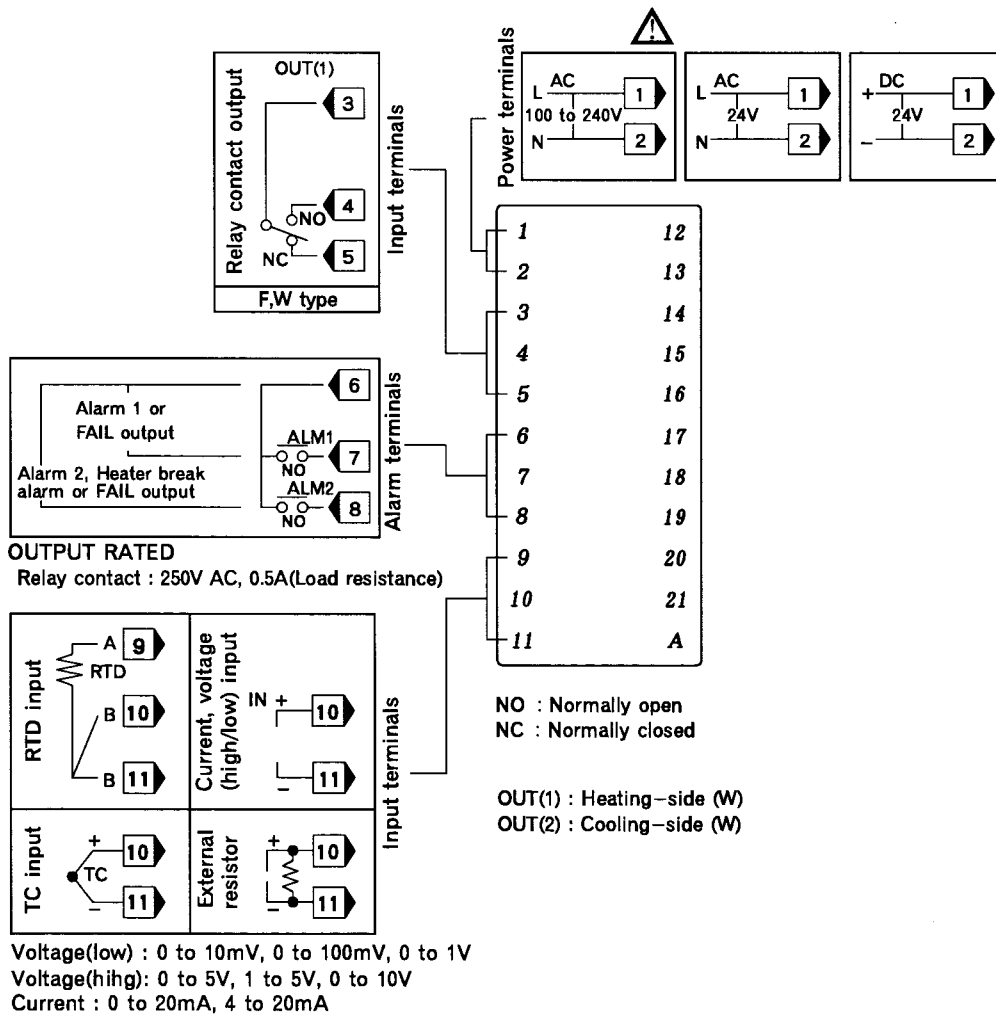 OUT(1)
Relay contact output
3
4
NO
5
NC
F,W type
Input terminals
Power terminals
L AC 1
100 to 240V
N 2
L AC 1
24V
N 2
+ DC 1
24V
− 2
1 12
2 13
3 14
4 15
5 16
6 17
7 18
8 19
9 20
10 21
11 A
6
Alarm 1 or
FAIL output
ALM1
7
NO
Alarm 2, Heater break
alarm or FAIL output
ALM2
8
NO
Alarm terminals
OUTPUT RATED
Relay contact : 250V AC, 0.5A(Load resistance)
RTD input
A 9
RTD
B 10
B 11
Current, voltage
(high/low) input
IN + 10
− 11
Input terminals
TC input
+ 10
TC
− 11
External
resistor
+ 10
− 11
NO : Normally open
NC : Normally closed
OUT(1) : Heating−side (W)
OUT(2) : Cooling−side (W)
Voltage(low) : 0 to 10mV, 0 to 100mV, 0 to 1V
Voltage(hihg): 0 to 5V, 1 to 5V, 0 to 10V
Current : 0 to 20mA, 4 to 20mA